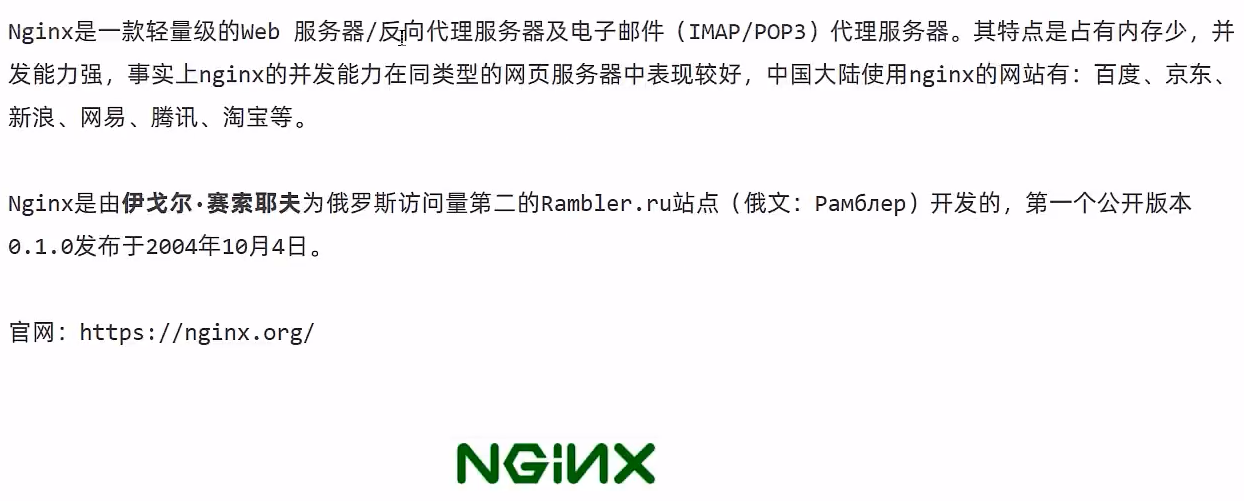 Nginx是一款轻量级的Web 服务器/反向代理服务器及电子邮件（IMAP/POP3）代理服务器。其特点是占有内存少，并
发能力强，事实上nginx的并发能力在同类型的网页服务器中表现较好，中国大陆使用nginx的网站有：百度、京东、
新浪、网易、腾讯、淘宝等。
Nginx是由伊戈尔·赛索耶夫为俄罗斯访问量第二的Rambler.ru站点（俄文：Рамблер）开发的，第一个公开版本
0.1.0发布于2004年10月4日。
官网：https://nginx.org/
NGiNX